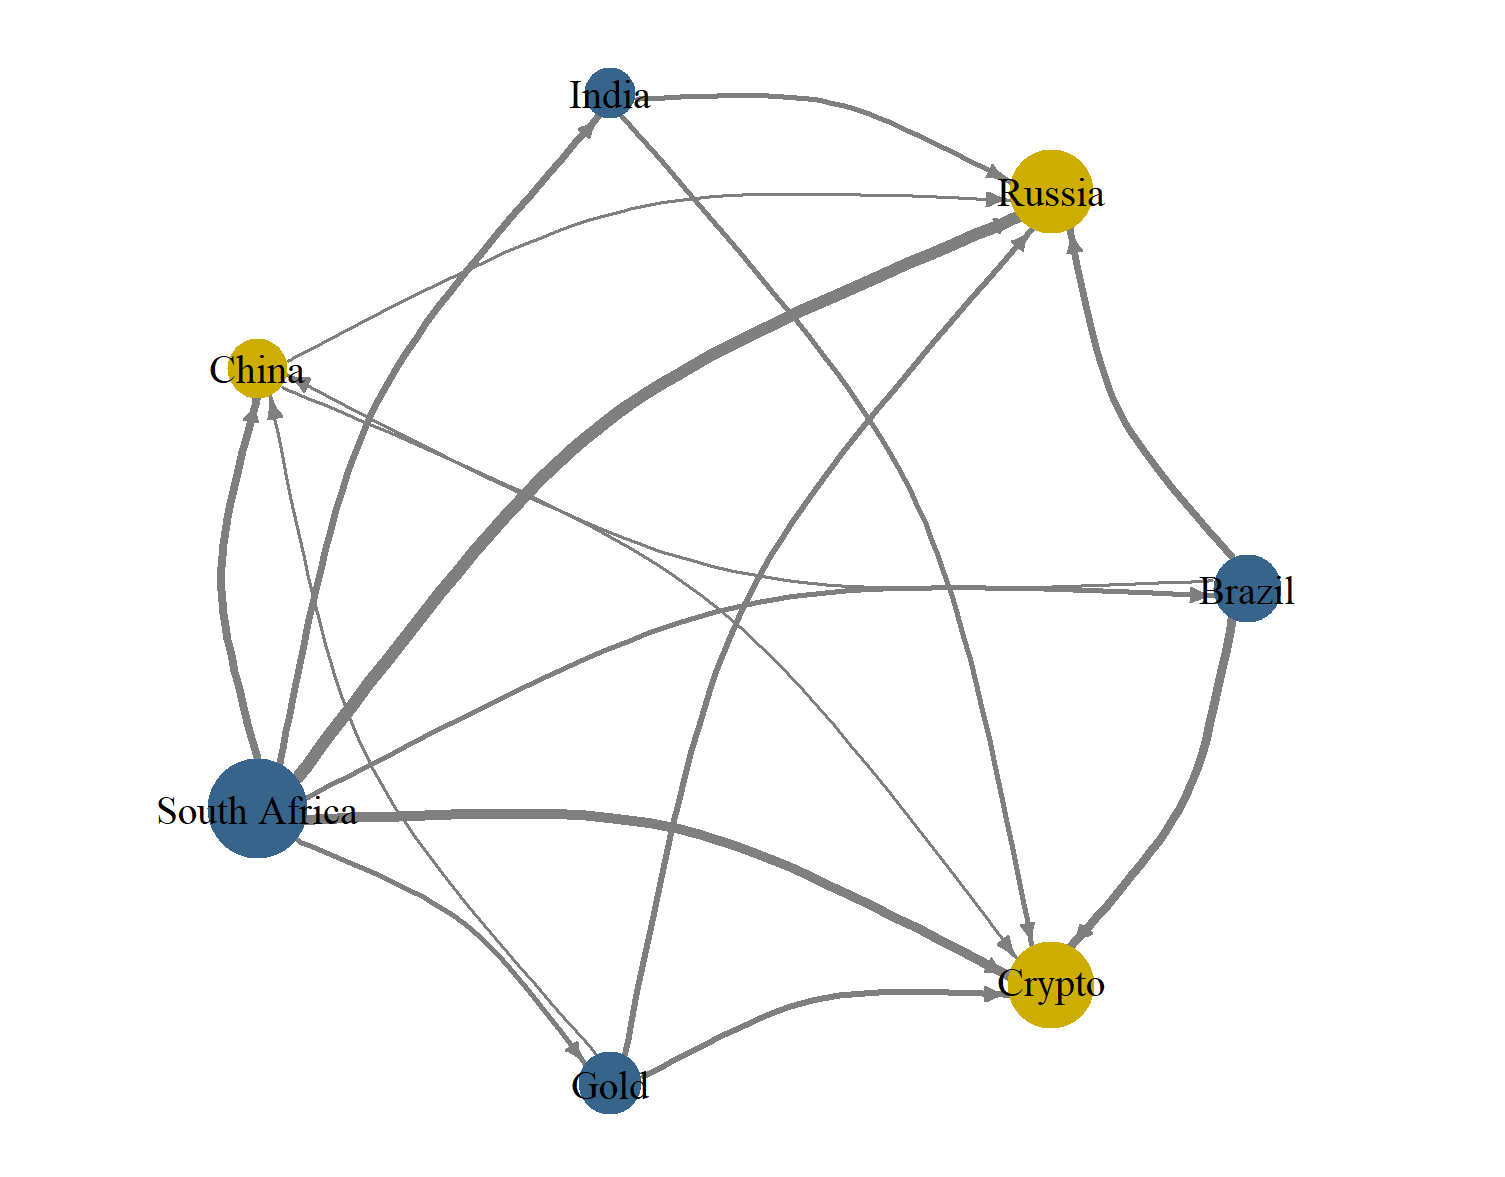 India
Russia
China
Brazil
South Africa
Crypto
Gold